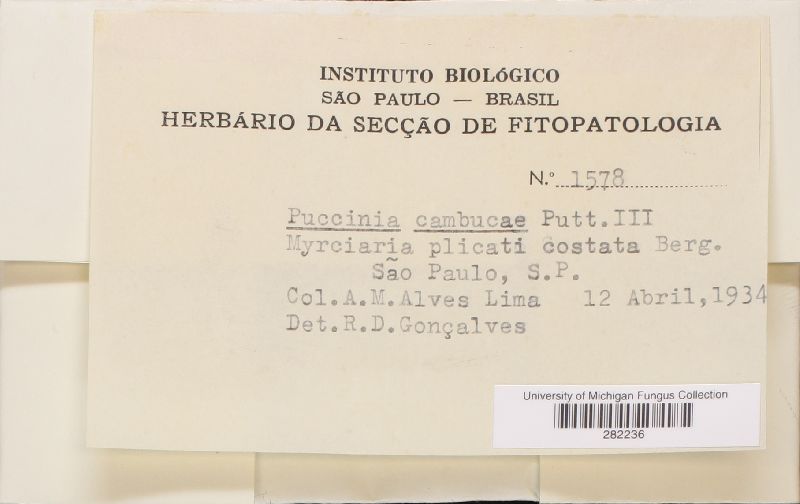 INSTITUTO BIOLóGICO
SÃO PAULO — BRASIL
HERBÁRIO DA SECÇÃO DE FITOPATOLOGIA
N.º 1578
Puccinia cambucae Putt.III
Myrciaria plicati costata Berg.
São Paulo, S.P.
Col.A.M.Alves Lima 12 Abril,1934
Det.R.D.Gonçalves
University of Michigan Fungus Collection
282236